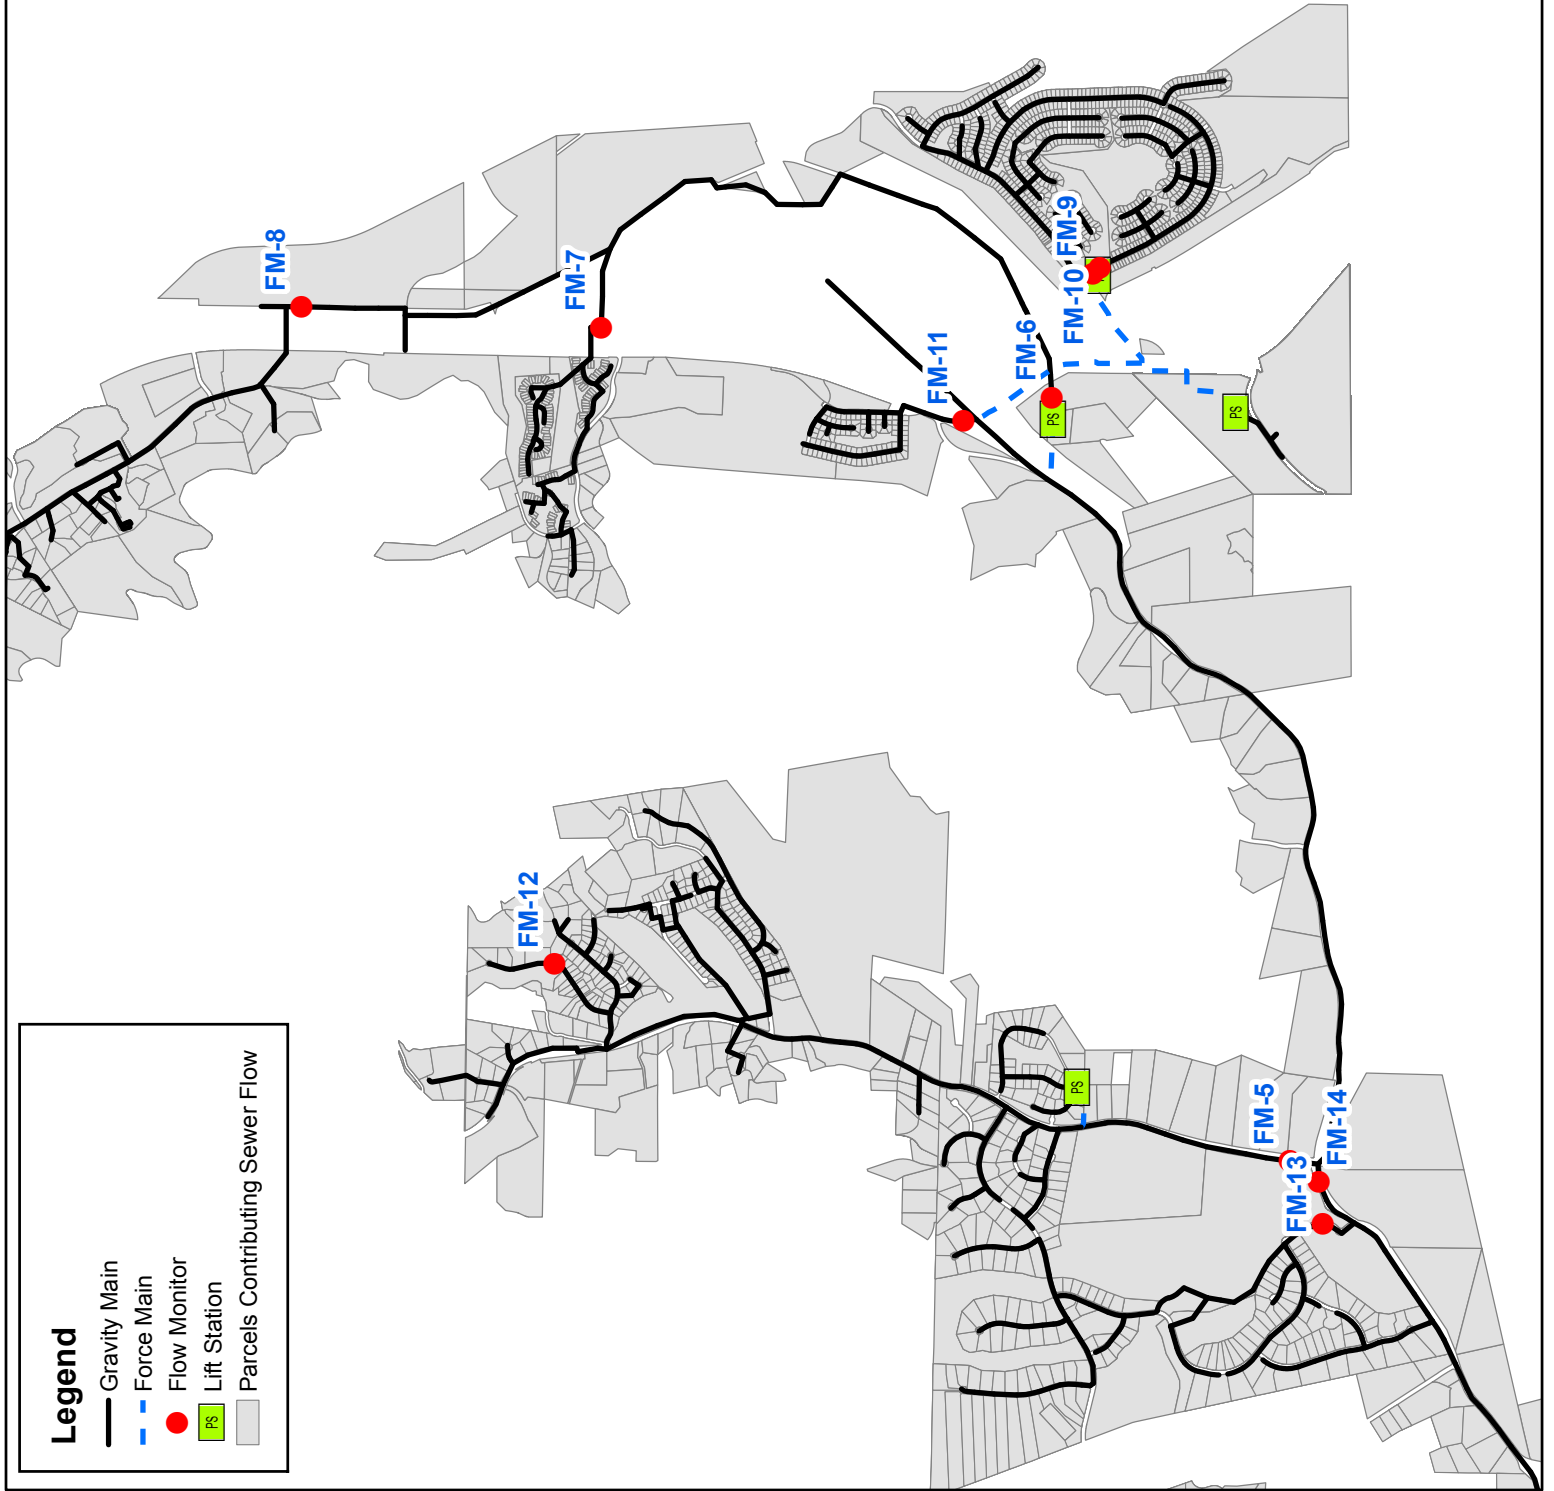 Legend
Gravity Main
Force Main
Flow Monitor
PS Lift Station
Parcels Contributing Sewer Flow
FM-8
FM-7
FM-9
FM-10
FM-6
FM-11
PS
PS
FM-12
PS
FM-5
FM-14
FM-13